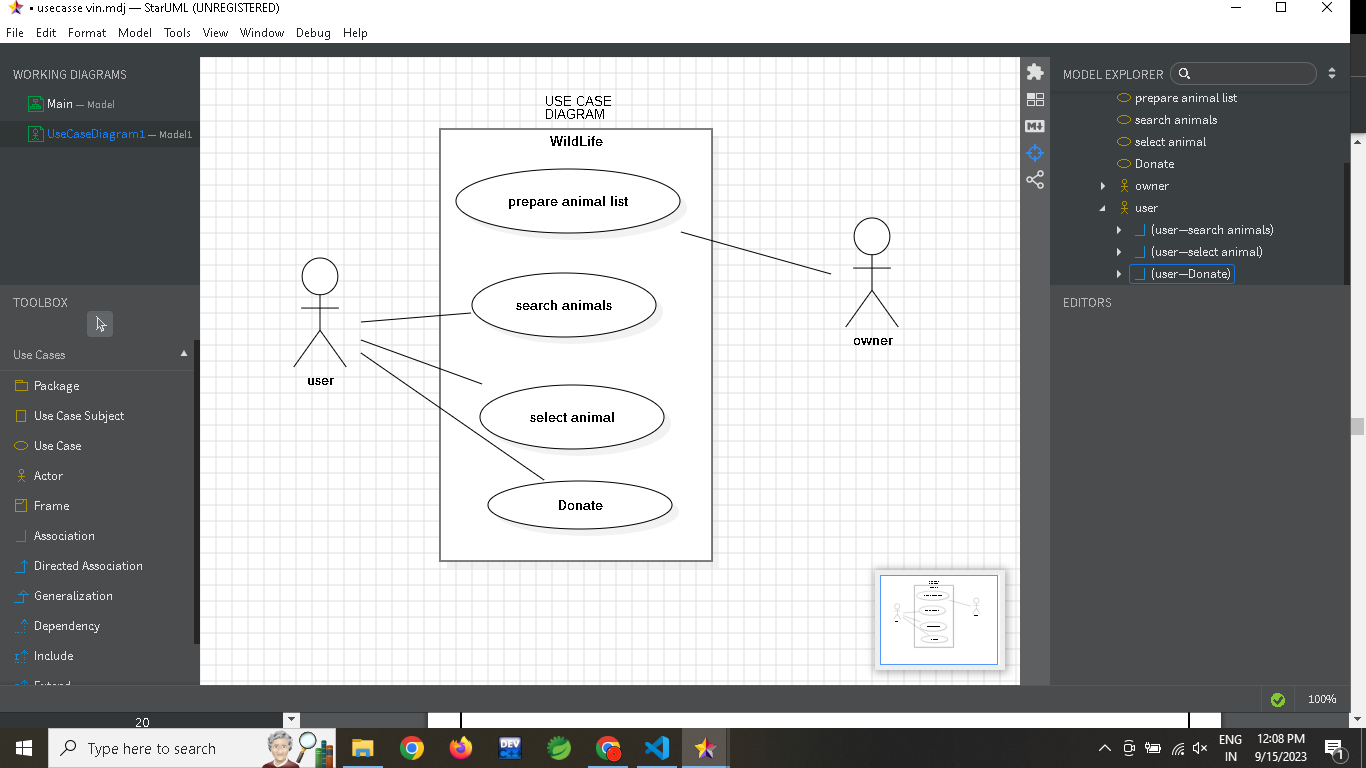 usecasse vin.mdj — StarUML (UNREGISTERED)
File Edit Format Model Tools View Window Debug Help
WORKING DIAGRAMS
Main — Model
UseCaseDiagram1 — Model1
TOOLBOX
Use Cases
Package
Use Case Subject
Use Case
Actor
Frame
Association
Directed Association
Generalization
Dependency
Include
Extend
USE CASE
DIAGRAM
WildLife
prepare animal list
search animals
select animal
Donate
user
owner
MODEL EXPLORER
prepare animal list
search animals
select animal
Donate
owner
user
(user—search animals)
(user—select animal)
(user—Donate)
EDITORS
100%
20
Type here to search
DEV
ENG
IN
12:08 PM
9/15/2023
1